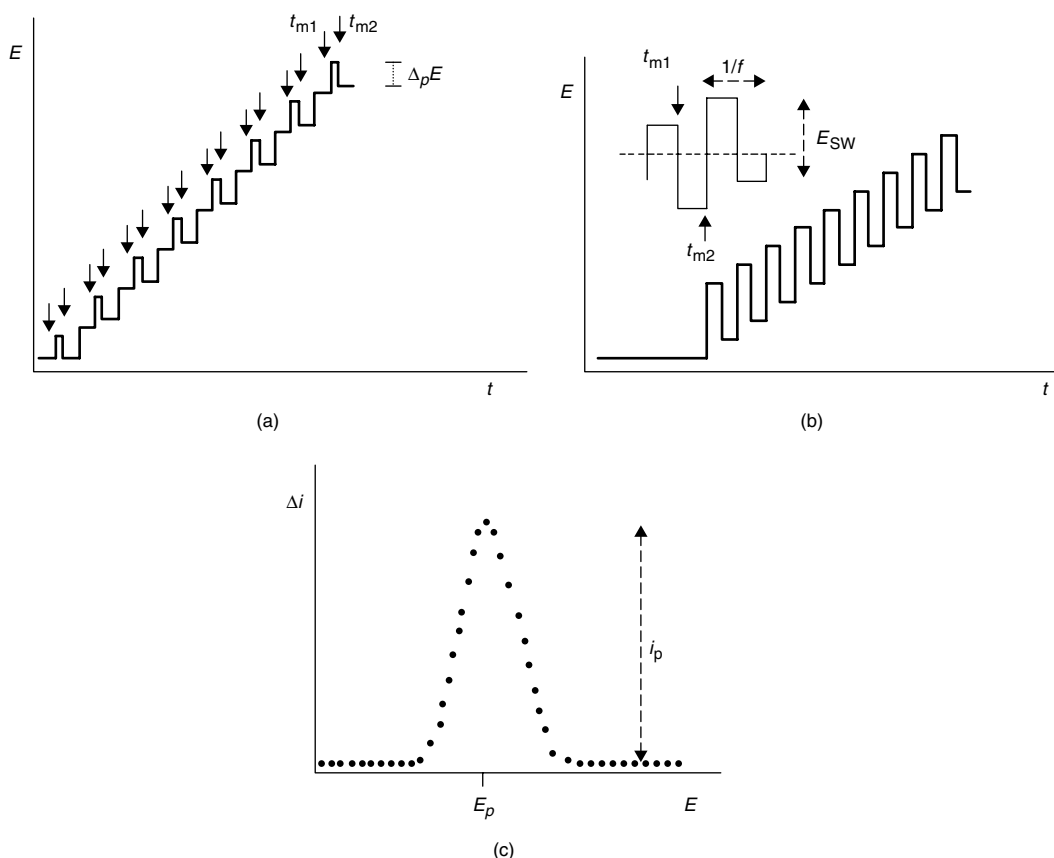 E
t_m1
t_m2
Δ_pE
t
(a)
E
t_m1
1/f
E_SW
t_m2
t
(b)
Δi
i_p
E_p
E
(c)